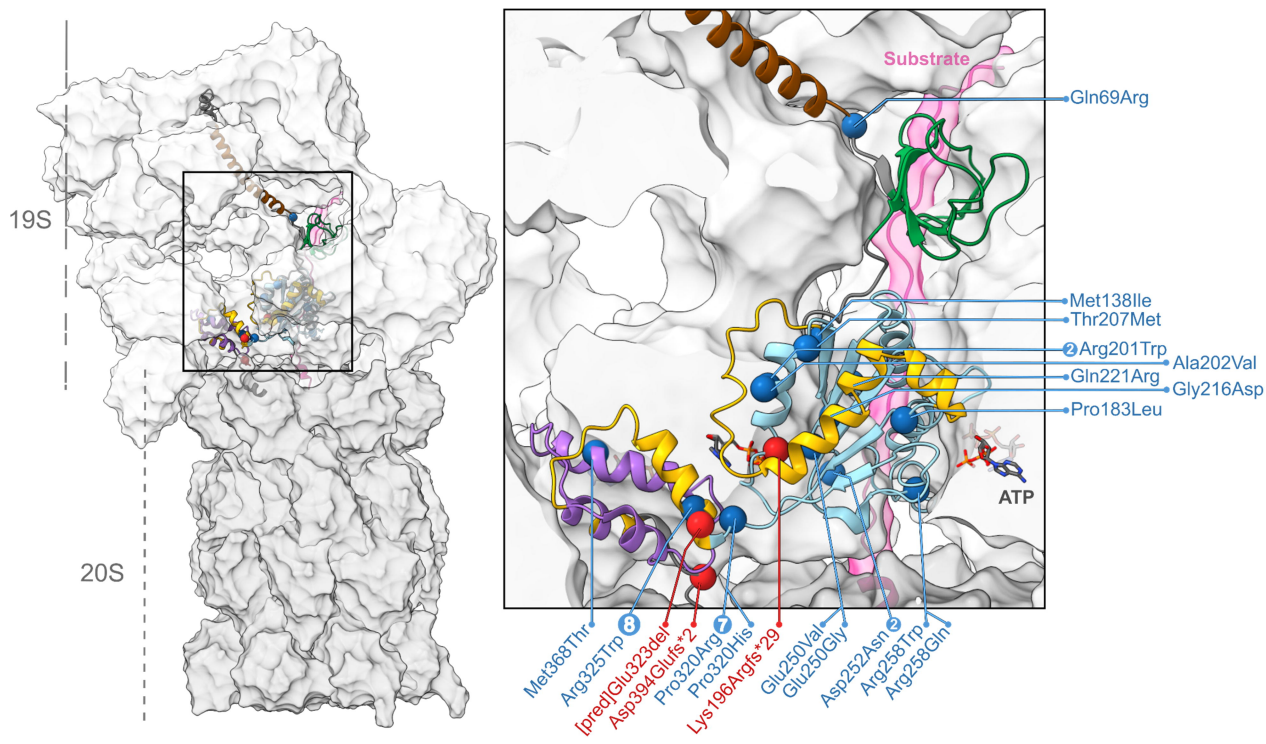 19S
20S
Substrate
ATP
Gln69Arg
Met138Ile
Thr207Met
2 Arg201Trp
Ala202Val
Gln221Arg
Gly216Asp
Pro183Leu
Met368Thr
Arg325Trp 8
[pred]Glu323del
Asp394Glufs*2
Pro320Arg 7
Pro320His
Lys196Argfs*29
Glu250Val
Glu250Gly
Asp252Asn 2
Arg258Trp
Arg258Gln